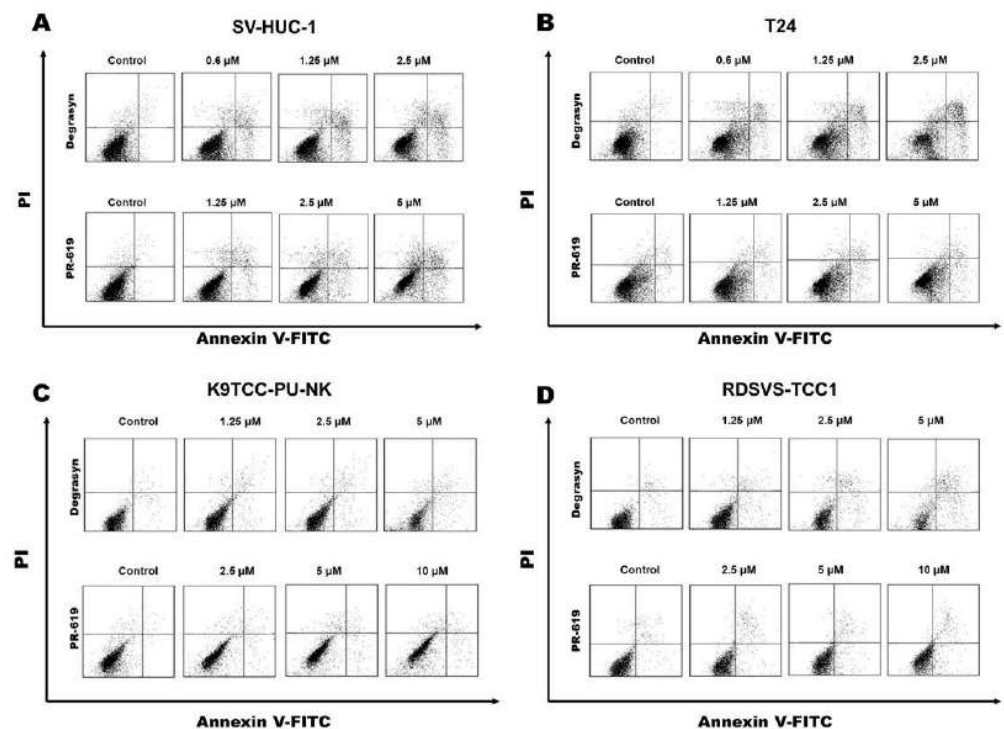 A
SV-HUC-1
Control 0.6 µM 1.25 µM 2.5 µM
Degrasyn
Control 1.25 µM 2.5 µM 5 µM
PR-619
PI
Annexin V-FITC
B
T24
Control 0.6 µM 1.25 µM 2.5 µM
Degrasyn
Control 1.25 µM 2.5 µM 5 µM
PR-619
PI
Annexin V-FITC
C
K9TCC-PU-NK
Control 1.25 µM 2.5 µM 5 µM
Degrasyn
Control 2.5 µM 5 µM 10 µM
PR-619
PI
Annexin V-FITC
D
RDSVS-TCC1
Control 1.25 µM 2.5 µM 5 µM
Degrasyn
Control 2.5 µM 5 µM 10 µM
PR-619
PI
Annexin V-FITC